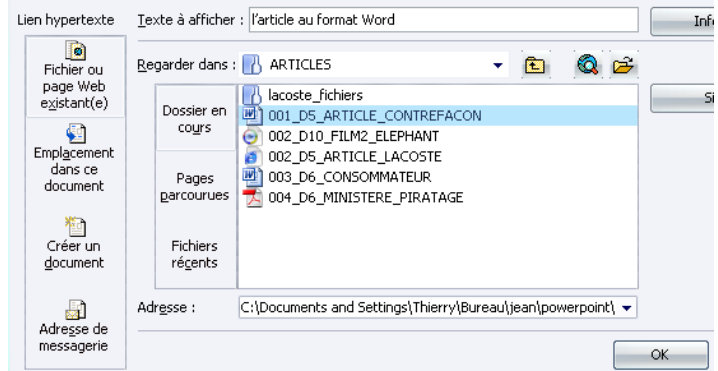 Lien hypertexte
Texte à afficher :
l'article au format Word
Regarder dans :
ARTICLES
Fichier ou
page Web
existant(e)
Emplacement
dans ce
document
Créer un
document
Adresse de
messagerie
Dossier en
cours
Pages
parcourues
Fichiers
récents
lacoste_fichiers
001_D5_ARTICLE_CONTREFACON
002_D10_FILM2_ELEPHANT
002_D5_ARTICLE_LACOSTE
003_D6_CONSOMMATEUR
004_D6_MINISTERE_PIRATAGE
Adresse :
C:\Documents and Settings\Thierry\Bureau\jean\powerpoint\
OK